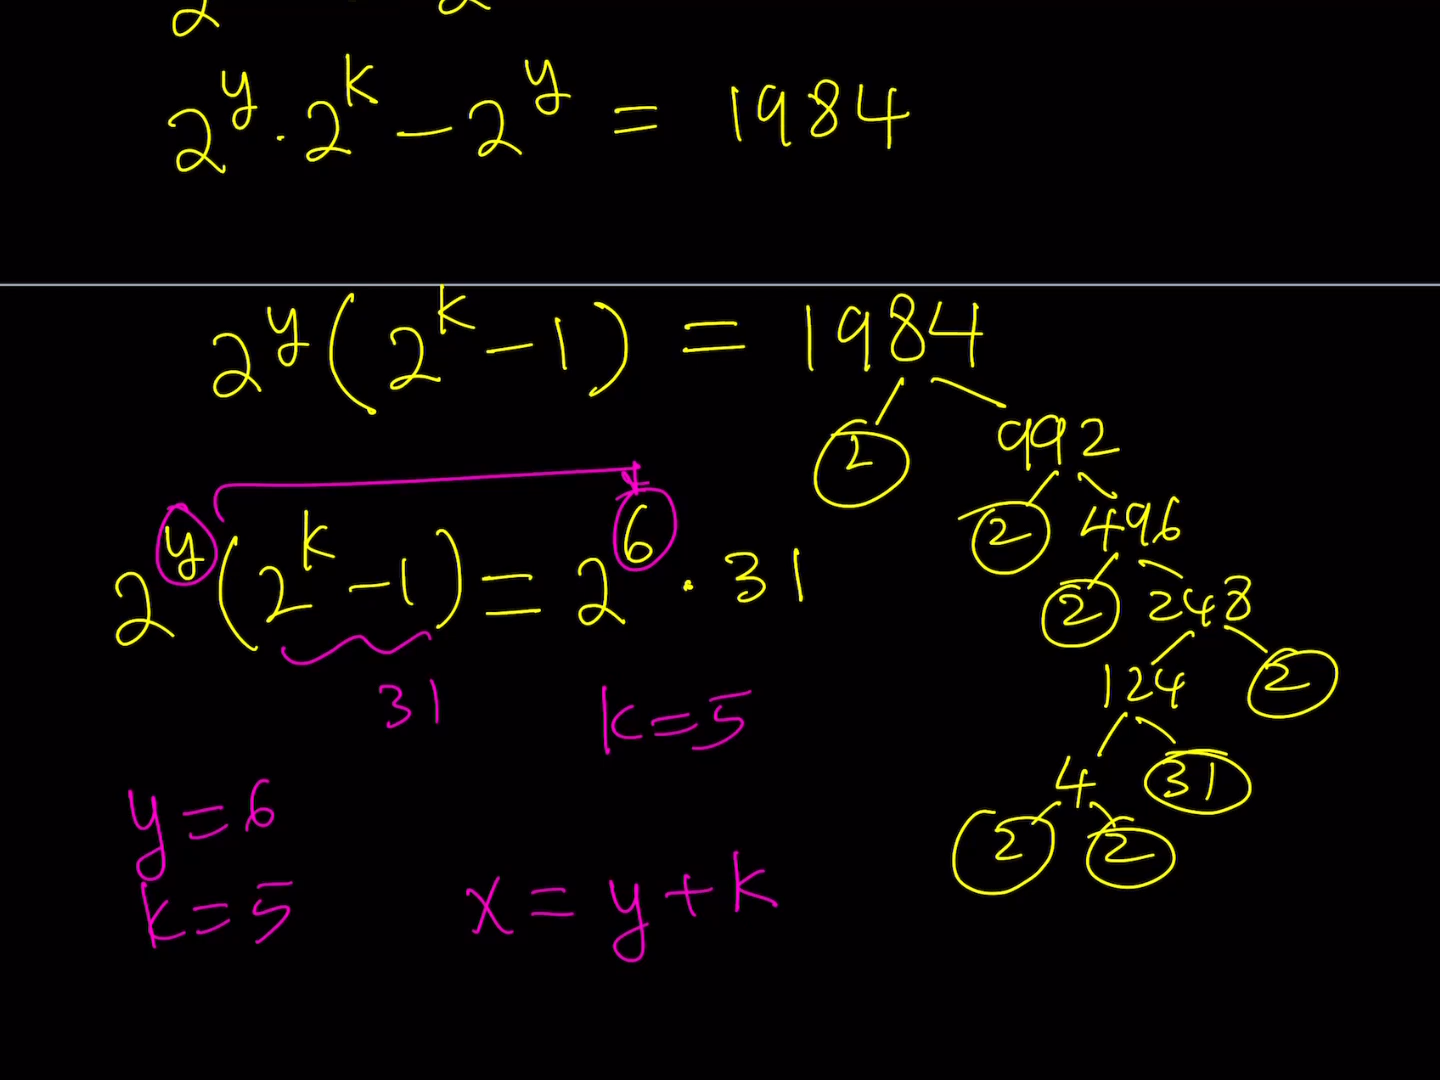 2^y · 2^k − 2^y = 1984
2^y (2^k − 1) = 1984
2 992
2^y (2^k − 1) = 2^6 · 31
2 496
2 248
31
124 2
k = 5
4 31
y = 6
2 2
k = 5
x = y + k